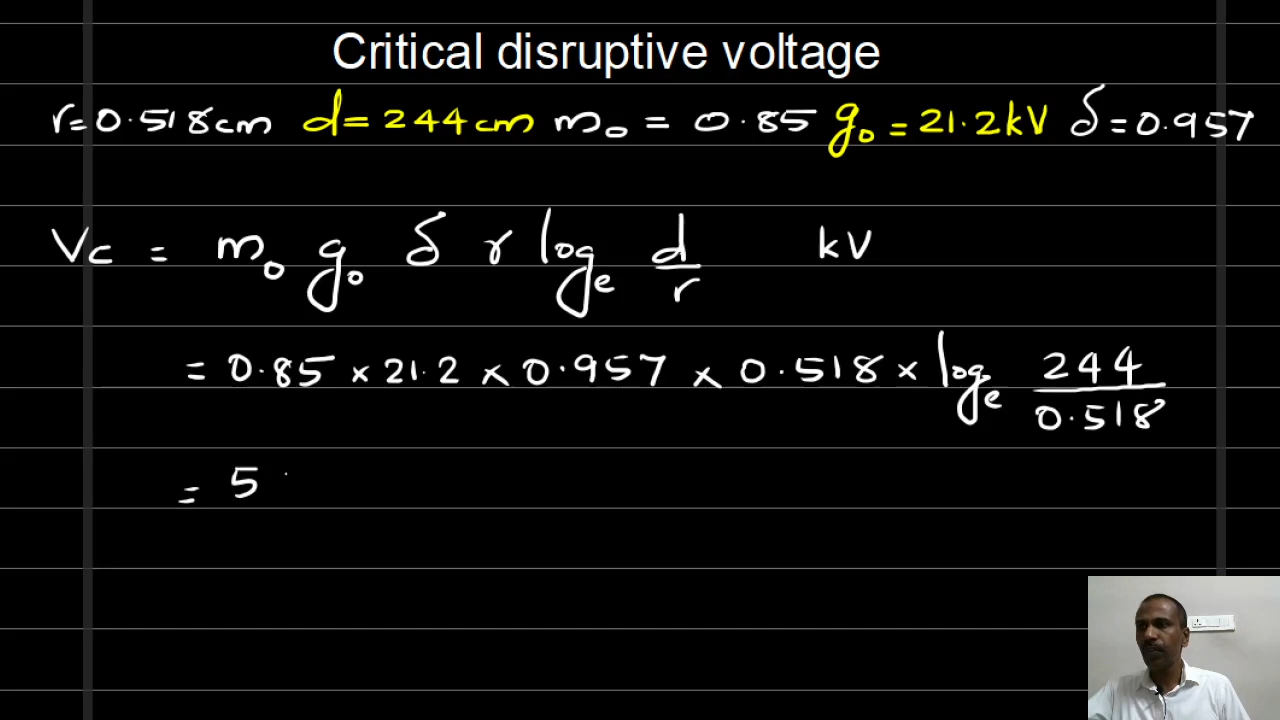 Critical disruptive voltage
r=0.518cm d=244cm m₀ = 0.85 g₀=21.2kV δ=0.957
Vc = m₀ g₀ δ r logₑ d/r kV
= 0.85 × 21.2 × 0.957 × 0.518 × logₑ 244/0.518
= 5